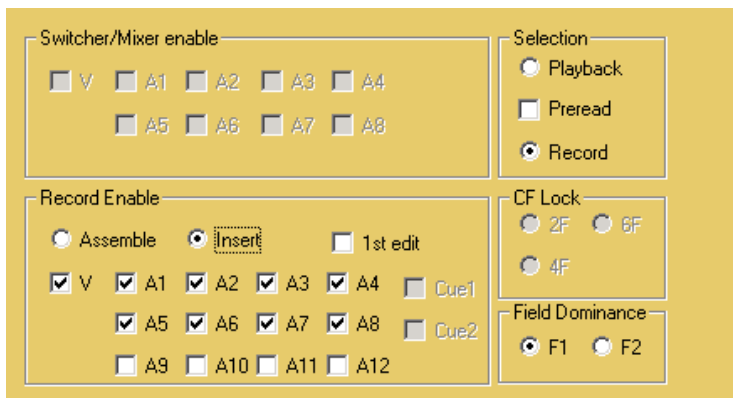 Switcher/Mixer enable
V A1 A2 A3 A4
A5 A6 A7 A8
Selection
Playback
Preread
Record
Record Enable
Assemble Insert 1st edit
V A1 A2 A3 A4 Cue1
A5 A6 A7 A8 Cue2
A9 A10 A11 A12
CF Lock
2F 6F
4F
Field Dominance
F1 F2